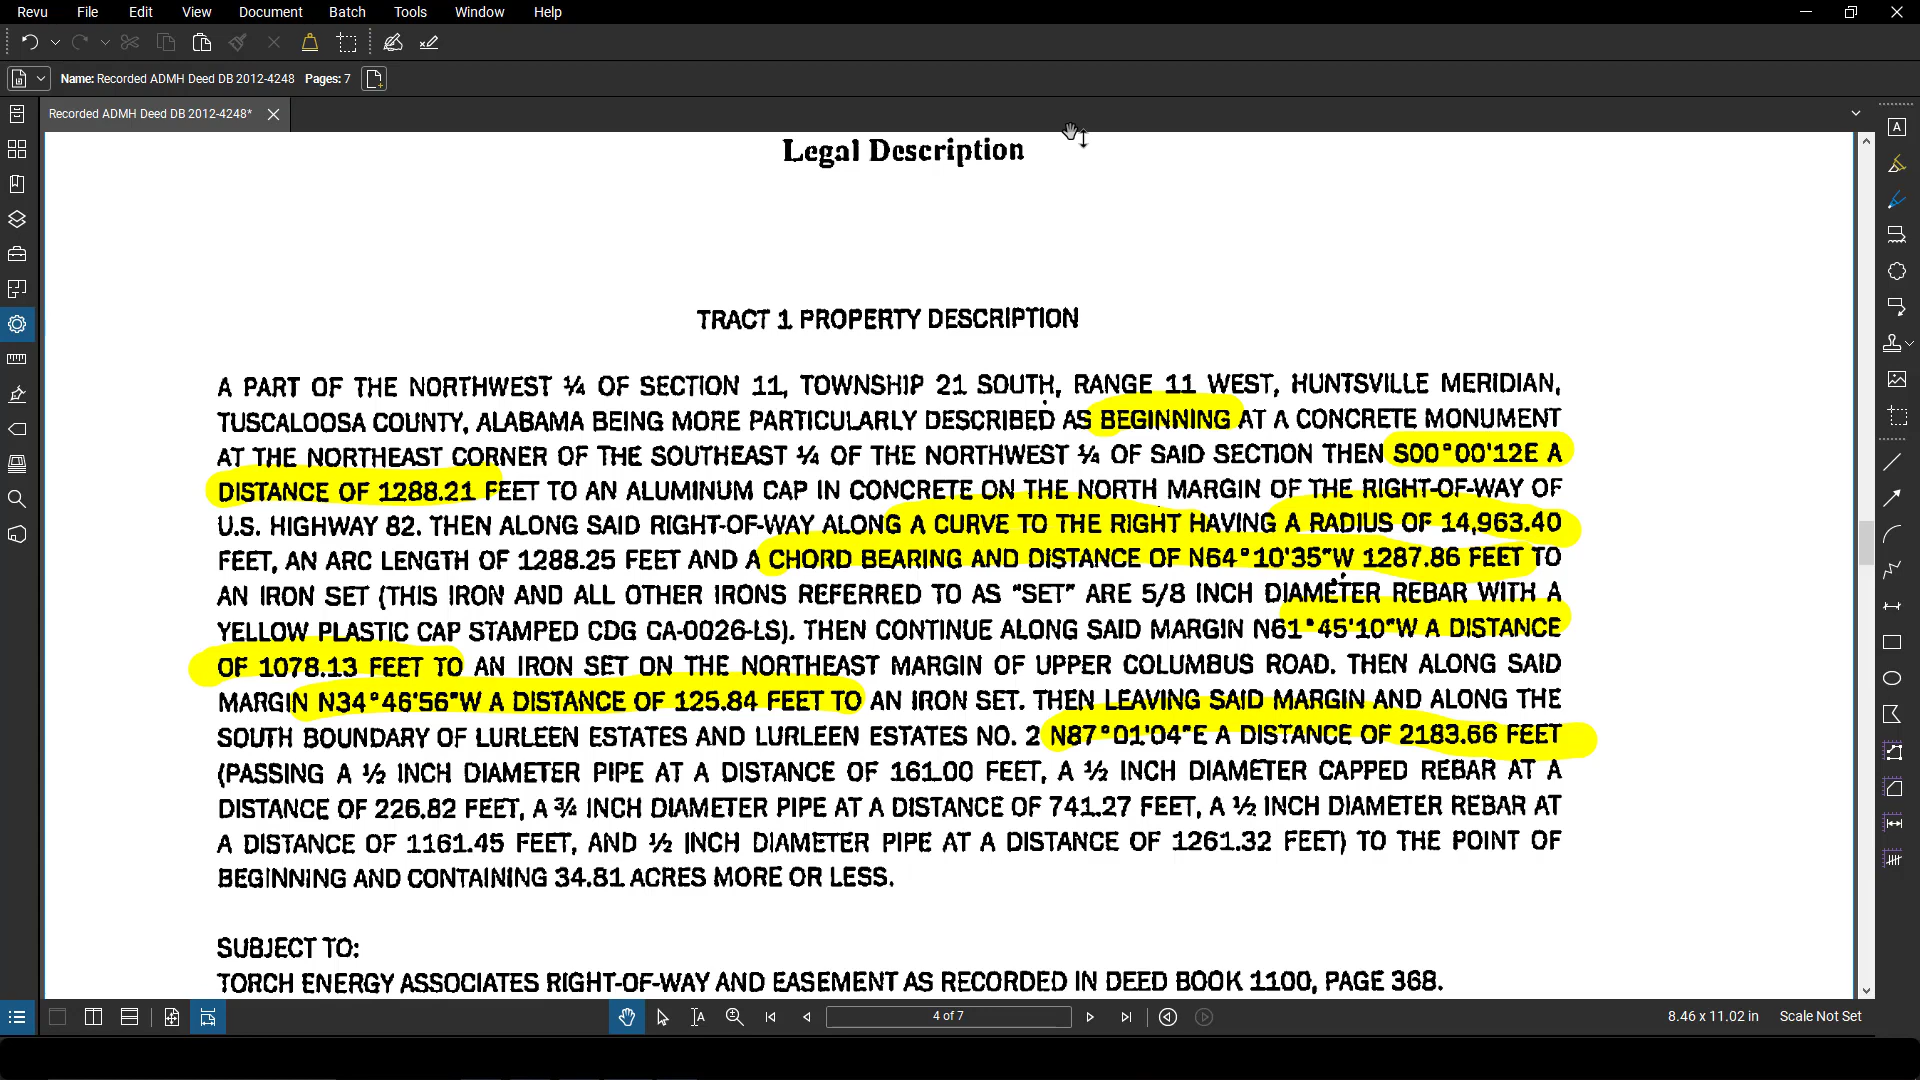 Revu File Edit View Document Batch Tools Window Help
Name: Recorded ADMH Deed DB 2012-4248 Pages: 7
Recorded ADMH Deed DB 2012-4248*
Legal Description
TRACT 1 PROPERTY DESCRIPTION
A PART OF THE NORTHWEST ¼ OF SECTION 11, TOWNSHIP 21 SOUTH, RANGE 11 WEST, HUNTSVILLE MERIDIAN,
TUSCALOOSA COUNTY, ALABAMA BEING MORE PARTICULARLY DESCRIBED AS BEGINNING AT A CONCRETE MONUMENT
AT THE NORTHEAST CORNER OF THE SOUTHEAST ¼ OF THE NORTHWEST ¼ OF SAID SECTION THEN S00°00'12E A
DISTANCE OF 1288.21 FEET TO AN ALUMINUM CAP IN CONCRETE ON THE NORTH MARGIN OF THE RIGHT-OF-WAY OF
U.S. HIGHWAY 82. THEN ALONG SAID RIGHT-OF-WAY ALONG A CURVE TO THE RIGHT HAVING A RADIUS OF 14,963.40
FEET, AN ARC LENGTH OF 1288.25 FEET AND A CHORD BEARING AND DISTANCE OF N64°10'35"W 1287.86 FEET TO
AN IRON SET (THIS IRON AND ALL OTHER IRONS REFERRED TO AS "SET" ARE 5/8 INCH DIAMETER REBAR WITH A
YELLOW PLASTIC CAP STAMPED CDG CA-0026-LS). THEN CONTINUE ALONG SAID MARGIN N61°45'10"W A DISTANCE
OF 1078.13 FEET TO AN IRON SET ON THE NORTHEAST MARGIN OF UPPER COLUMBUS ROAD. THEN ALONG SAID
MARGIN N34°46'56"W A DISTANCE OF 125.84 FEET TO AN IRON SET. THEN LEAVING SAID MARGIN AND ALONG THE
SOUTH BOUNDARY OF LURLEEN ESTATES AND LURLEEN ESTATES NO. 2 N87°01'04"E A DISTANCE OF 2183.66 FEET
(PASSING A ½ INCH DIAMETER PIPE AT A DISTANCE OF 161.00 FEET, A ½ INCH DIAMETER CAPPED REBAR AT A
DISTANCE OF 226.82 FEET, A ¾ INCH DIAMETER PIPE AT A DISTANCE OF 741.27 FEET, A ½ INCH DIAMETER REBAR AT
A DISTANCE OF 1161.45 FEET, AND ½ INCH DIAMETER PIPE AT A DISTANCE OF 1261.32 FEET) TO THE POINT OF
BEGINNING AND CONTAINING 34.81 ACRES MORE OR LESS.
SUBJECT TO:
TORCH ENERGY ASSOCIATES RIGHT-OF-WAY AND EASEMENT AS RECORDED IN DEED BOOK 1100, PAGE 368.
4 of 7
8.46 x 11.02 in Scale Not Set